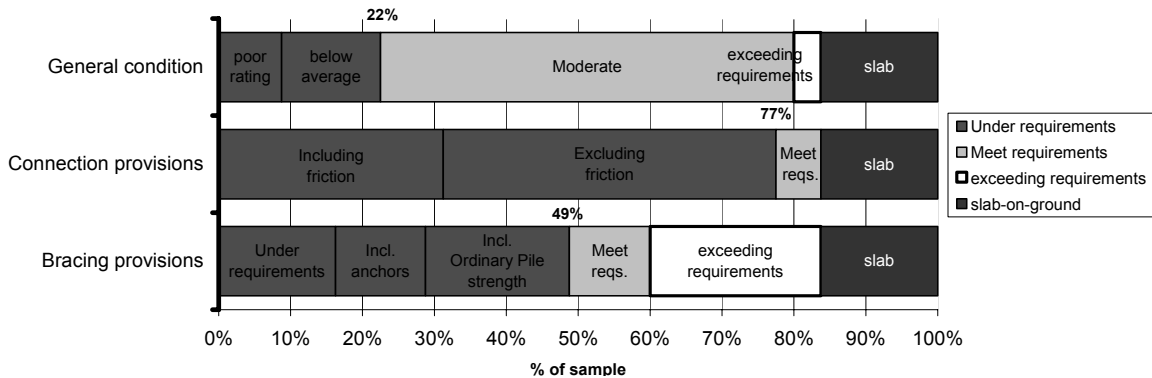 22%
General condition
poor
rating
below
average
Moderate
exceeding
requirements
slab
77%
Connection provisions
Including
friction
Excluding
friction
Meet
reqs.
slab
49%
Bracing provisions
Under
requirements
Incl.
anchors
Incl.
Ordinary Pile
strength
Meet
reqs.
exceeding
requirements
slab
0% 10% 20% 30% 40% 50% 60% 70% 80% 90% 100%
% of sample
Under requirements
Meet requirements
exceeding requirements
slab-on-ground